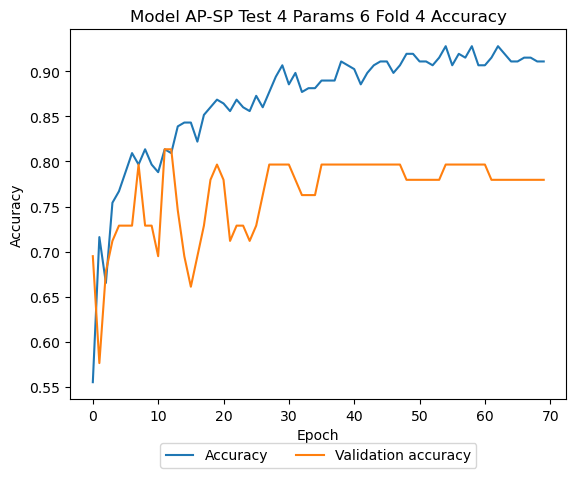 Model AP-SP Test 4 Params 6 Fold 4 Accuracy
Accuracy
0.90
0.85
0.80
0.75
0.70
0.65
0.60
0.55
0 10 20 30 40 50 60 70
Epoch
Accuracy Validation accuracy